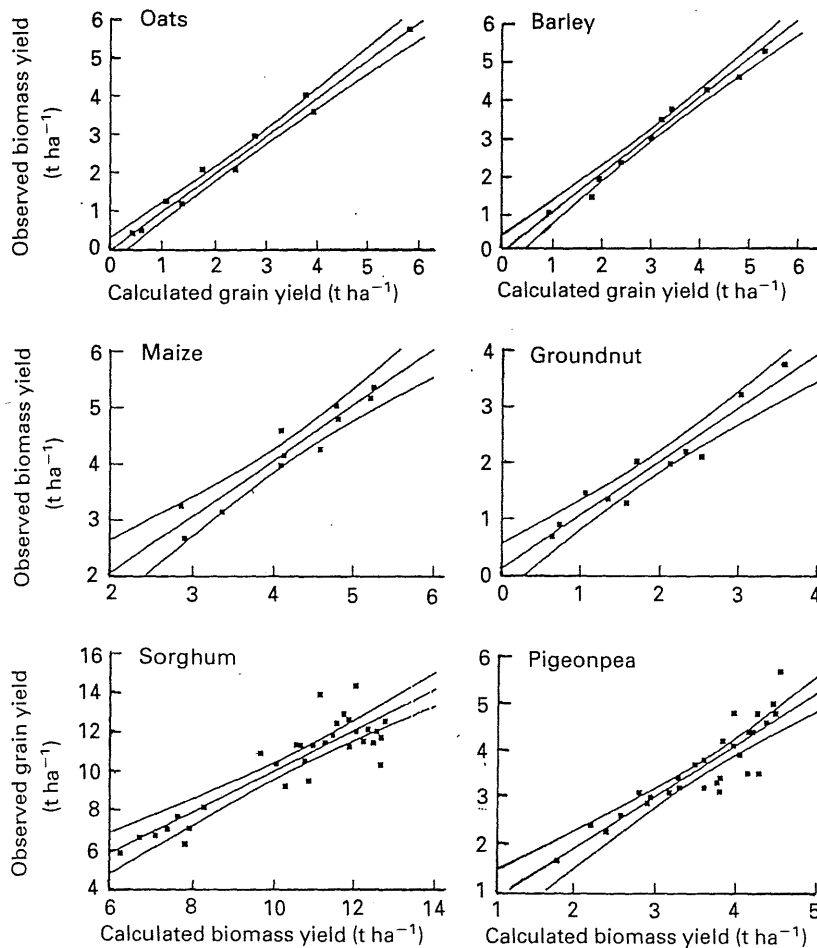 Oats
Observed biomass yield
(t ha⁻¹)
6
5
4
3
2
1
0
0 1 2 3 4 5 6
Calculated grain yield (t ha⁻¹)
Barley
6
5
4
3
2
1
0
0 1 2 3 4 5 6
Calculated grain yield (t ha⁻¹)
Maize
Observed biomass yield
(t ha⁻¹)
6
5
4
3
2
2 3 4 5 6
Groundnut
4
3
2
1
0
0 1 2 3 4
Sorghum
Observed grain yield
(t ha⁻¹)
16
14
12
10
8
6
4
6 8 10 12 14
Calculated biomass yield (t ha⁻¹)
Pigeonpea
6
5
4
3
2
1
1 2 3 4 5
Calculated biomass yield (t ha⁻¹)